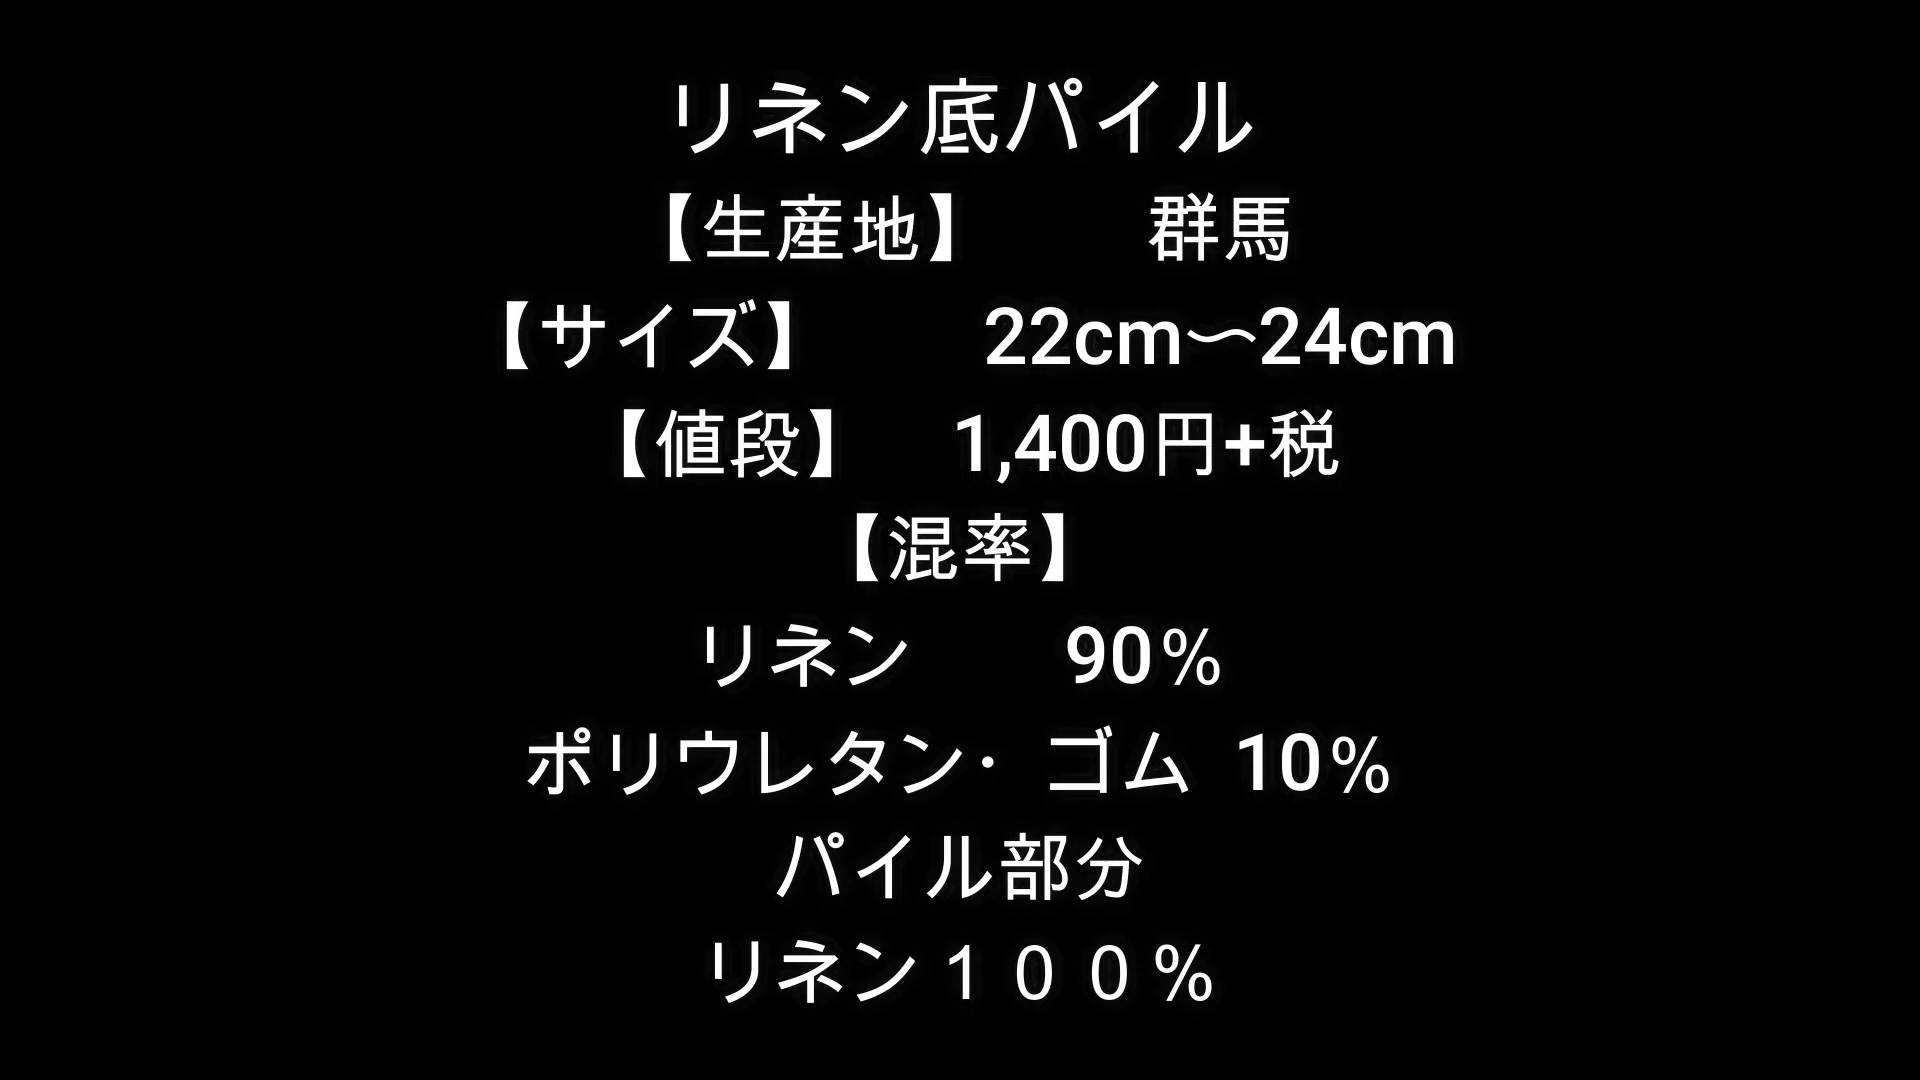 リネン底パイル
【生産地】　　群馬
【サイズ】　　22cm〜24cm
【値段】　1,400円+税
【混率】
リネン　　90％
ポリウレタン・ゴム 10％
パイル部分
リネン１００％